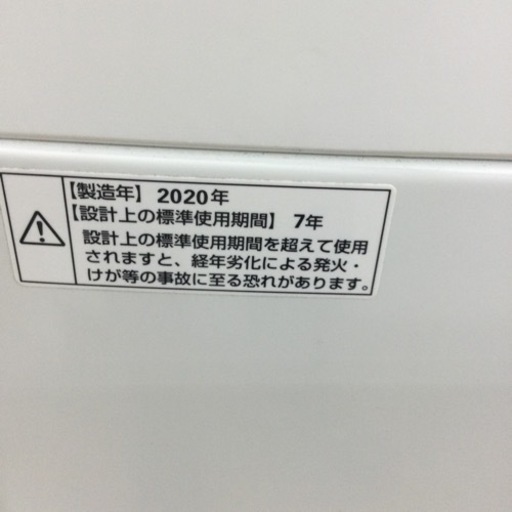 【製造年】 2020年
【設計上の標準使用期間】 7年
設計上の標準使用期間を超えて使用
されますと、経年劣化による発火・
けが等の事故に至る恐れがあります。